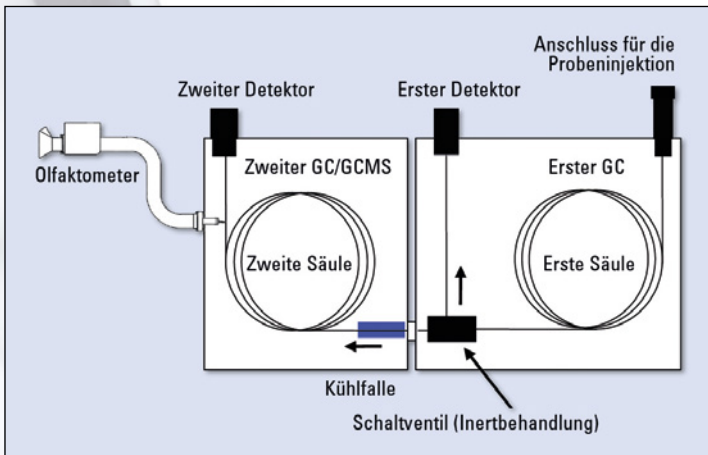 Anschluss für die
Probeninjektion
Zweiter Detektor
Erster Detektor
Olfaktometer
Zweiter GC/GCMS
Erster GC
Zweite Säule
Erste Säule
Kühlfalle
Schaltventil (Inertbehandlung)